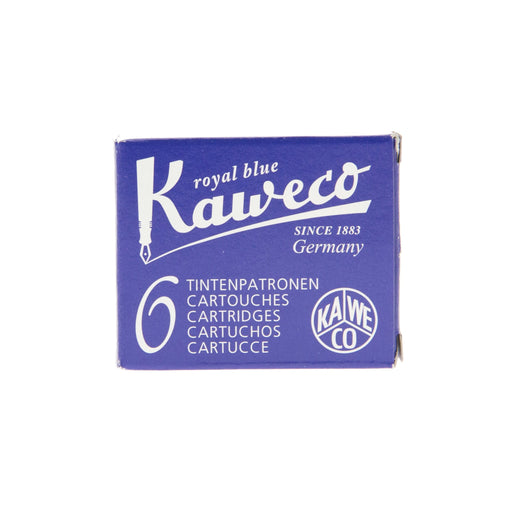 royal blue
Kaweco
SINCE 1883
Germany
6
TINTENPATRONEN
CARTOUCHES
CARTRIDGES
CARTUCHOS
CARTUCCE
KA WE
CO